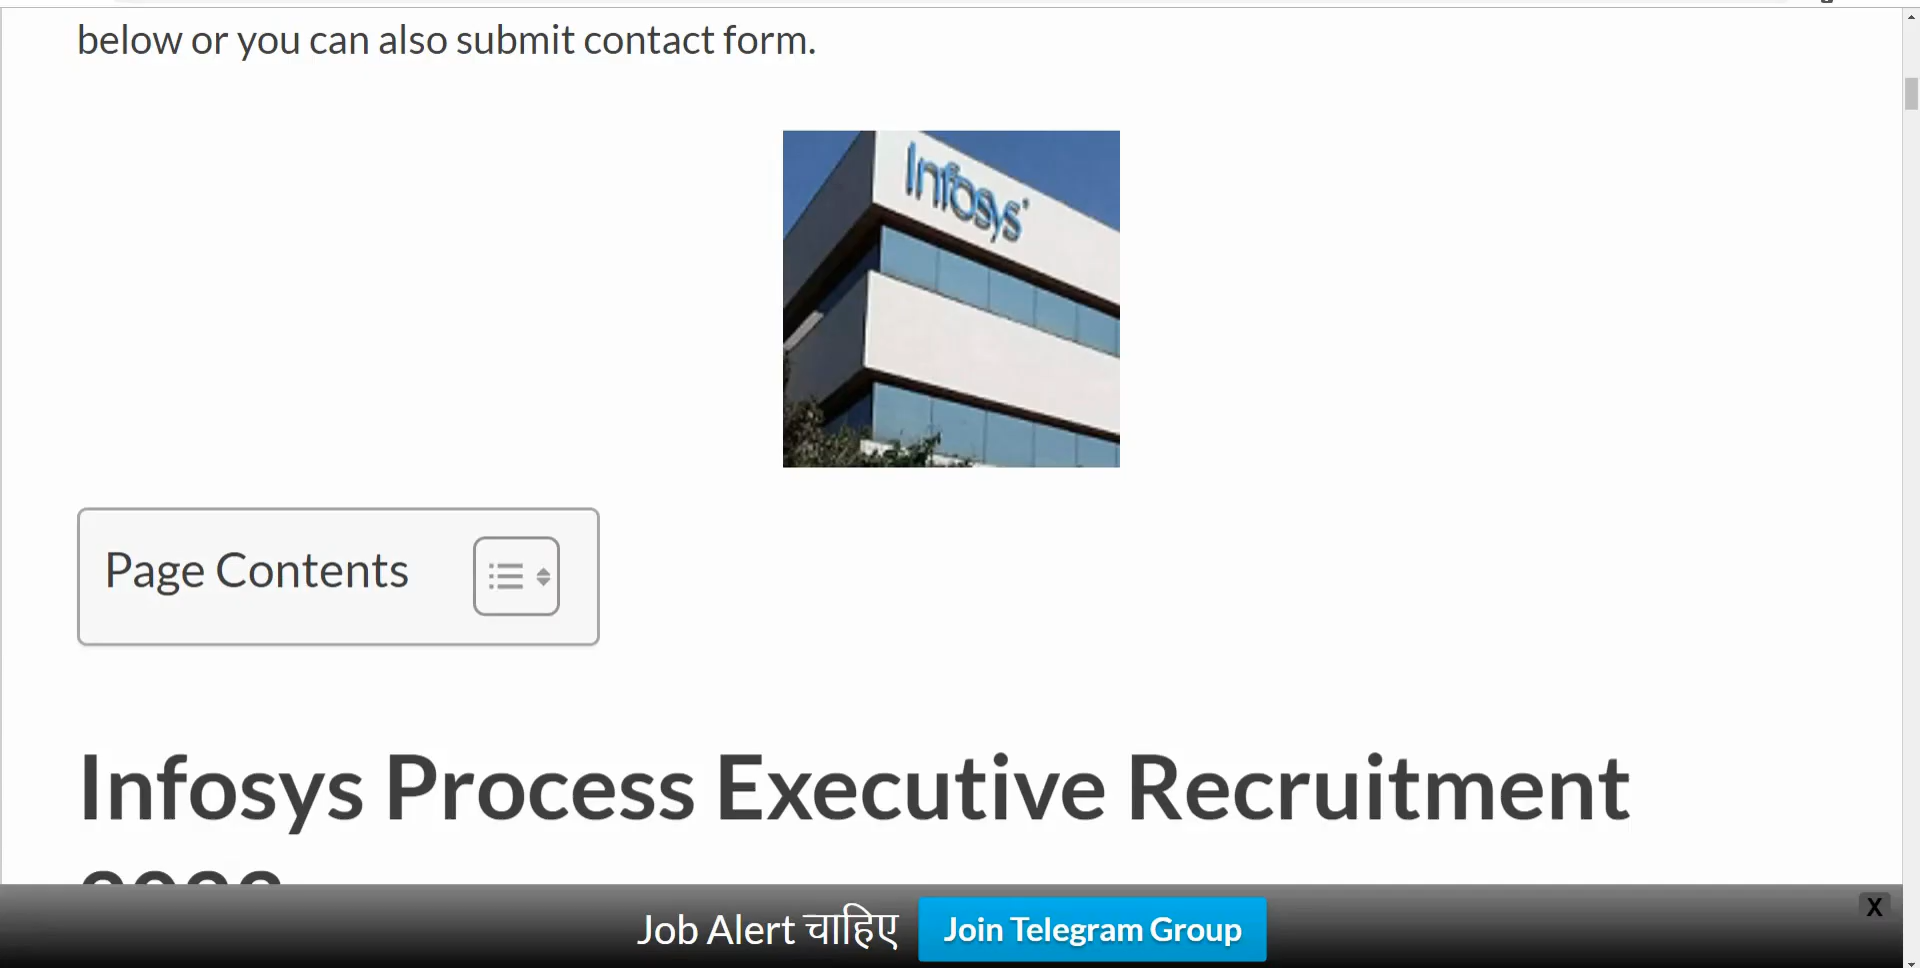 below or you can also submit contact form.
Infosys
Page Contents
Infosys Process Executive Recruitment
Job Alert चाहिए
Join Telegram Group
X